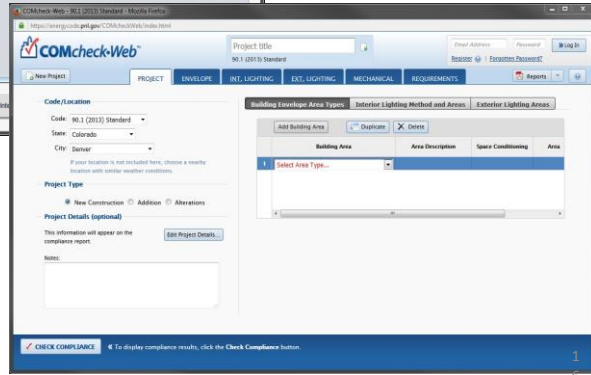 COMcheck-Web - 90.1 (2013) Standard - Mozilla Firefox
https://energycode.pnl.gov/COMcheckWeb/index.html
COMcheck-Web™
Project title
90.1 (2013) Standard
Email Address
Password
Log In
Register
Forgotten Password?
New Project
PROJECT
ENVELOPE
INT. LIGHTING
EXT. LIGHTING
MECHANICAL
REQUIREMENTS
Reports
Code/Location
Code: 90.1 (2013) Standard
State: Colorado
City: Denver
If your location is not included here, choose a nearby
location with similar weather conditions.
Project Type
New Construction Addition Alterations
Project Details (optional)
This information will appear on the
compliance report.
Edit Project Details...
Notes:
Building Envelope Area Types
Interior Lighting Method and Areas
Exterior Lighting Areas
Add Building Area
Duplicate
Delete
Building Area
Area Description
Space Conditioning
Area
1 Select Area Type...
CHECK COMPLIANCE
« To display compliance results, click the Check Compliance button.
1